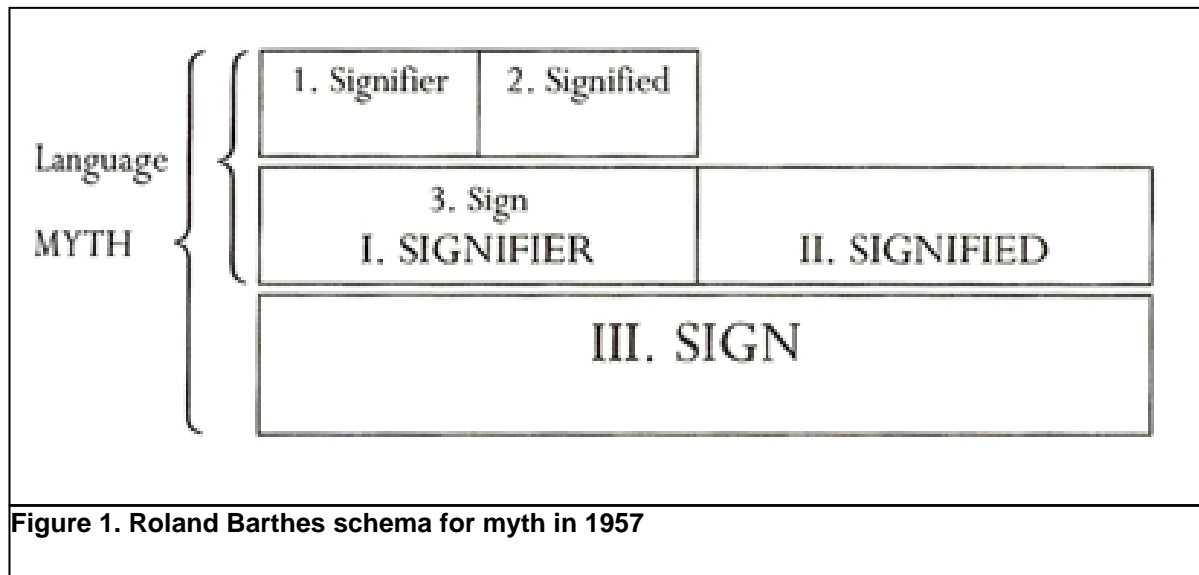 1. Signifier 2. Signified
Language
3. Sign
MYTH
I. SIGNIFIER II. SIGNIFIED
III. SIGN
Figure 1. Roland Barthes schema for myth in 1957